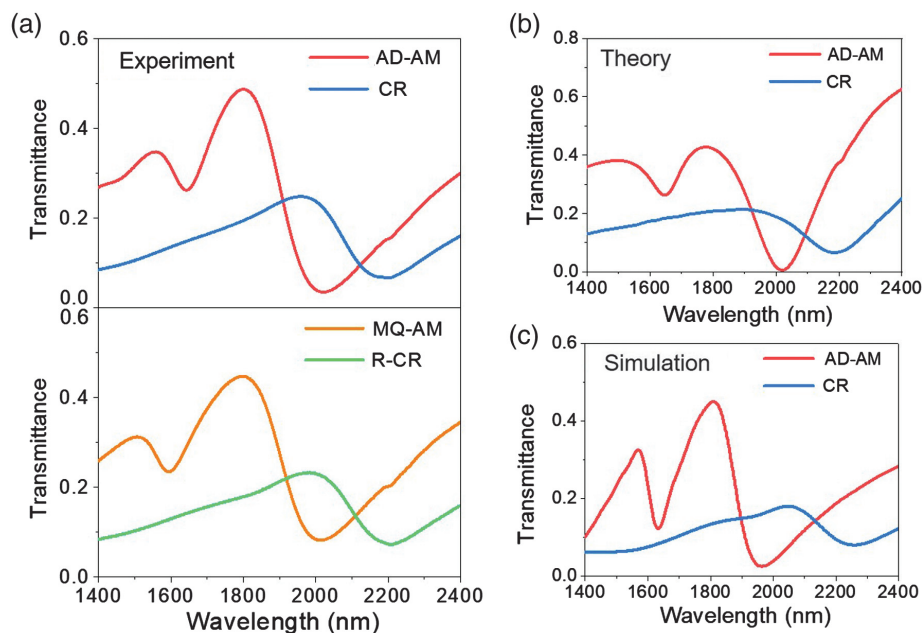 (a)
0.6
Experiment
AD-AM
CR
0.4
Transmittance
0.2
0.0
0.6
MQ-AM
R-CR
0.4
Transmittance
0.2
0.0
1400 1600 1800 2000 2200 2400
Wavelength (nm)
(b)
0.8
Theory
AD-AM
CR
0.6
Transmittance
0.4
0.2
0.0
1400 1600 1800 2000 2200 2400
Wavelength (nm)
(c)
0.6
Simulation
AD-AM
CR
0.4
Transmittance
0.2
0.0
1400 1600 1800 2000 2200 2400
Wavelength (nm)